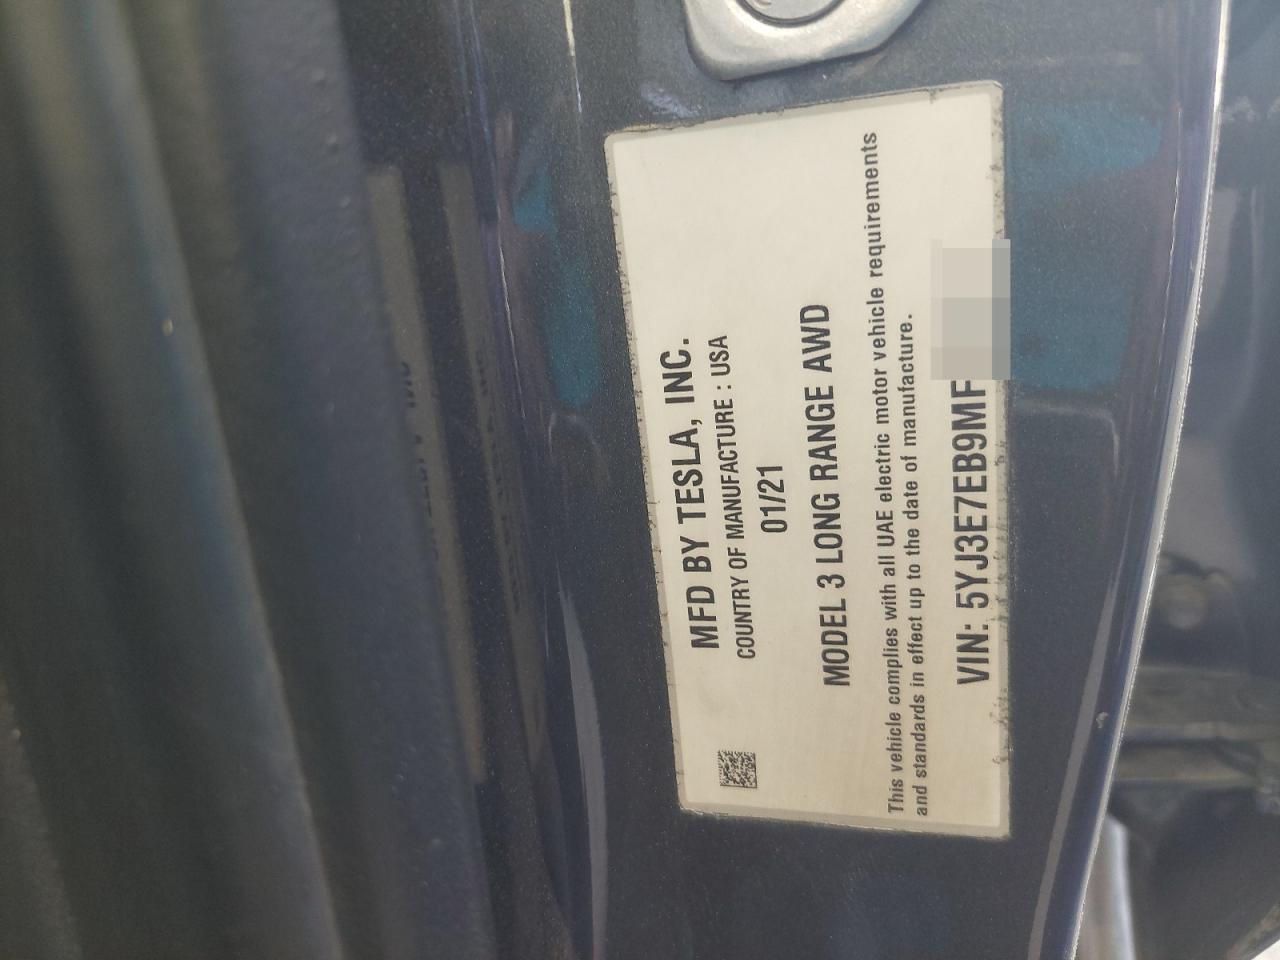 MFD BY TESLA, INC.
COUNTRY OF MANUFACTURE : USA
01/21
MODEL 3 LONG RANGE AWD
This vehicle complies with all UAE electric motor vehicle requirements
and standards in effect up to the date of manufacture.
VIN: 5YJ3E7EB9MF